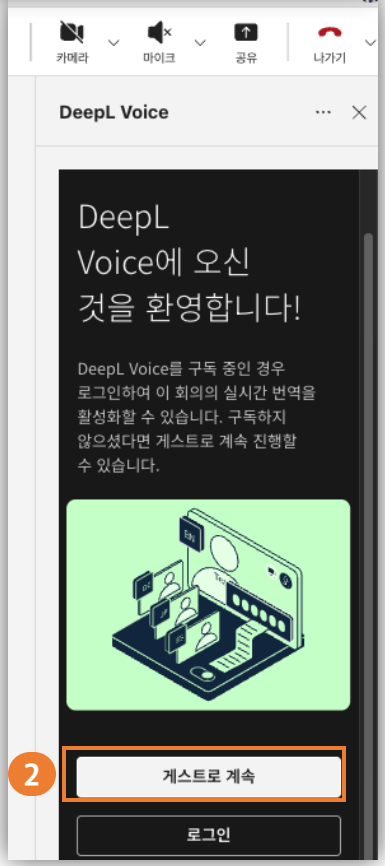 카메라
마이크
공유
나가기
DeepL Voice
DeepL
Voice에 오신
것을 환영합니다!
DeepL Voice를 구독 중인 경우
로그인하여 이 회의의 실시간 번역을
활성화할 수 있습니다. 구독하지
않으셨다면 게스트로 계속 진행할
수 있습니다.
EN
2
게스트로 계속
로그인